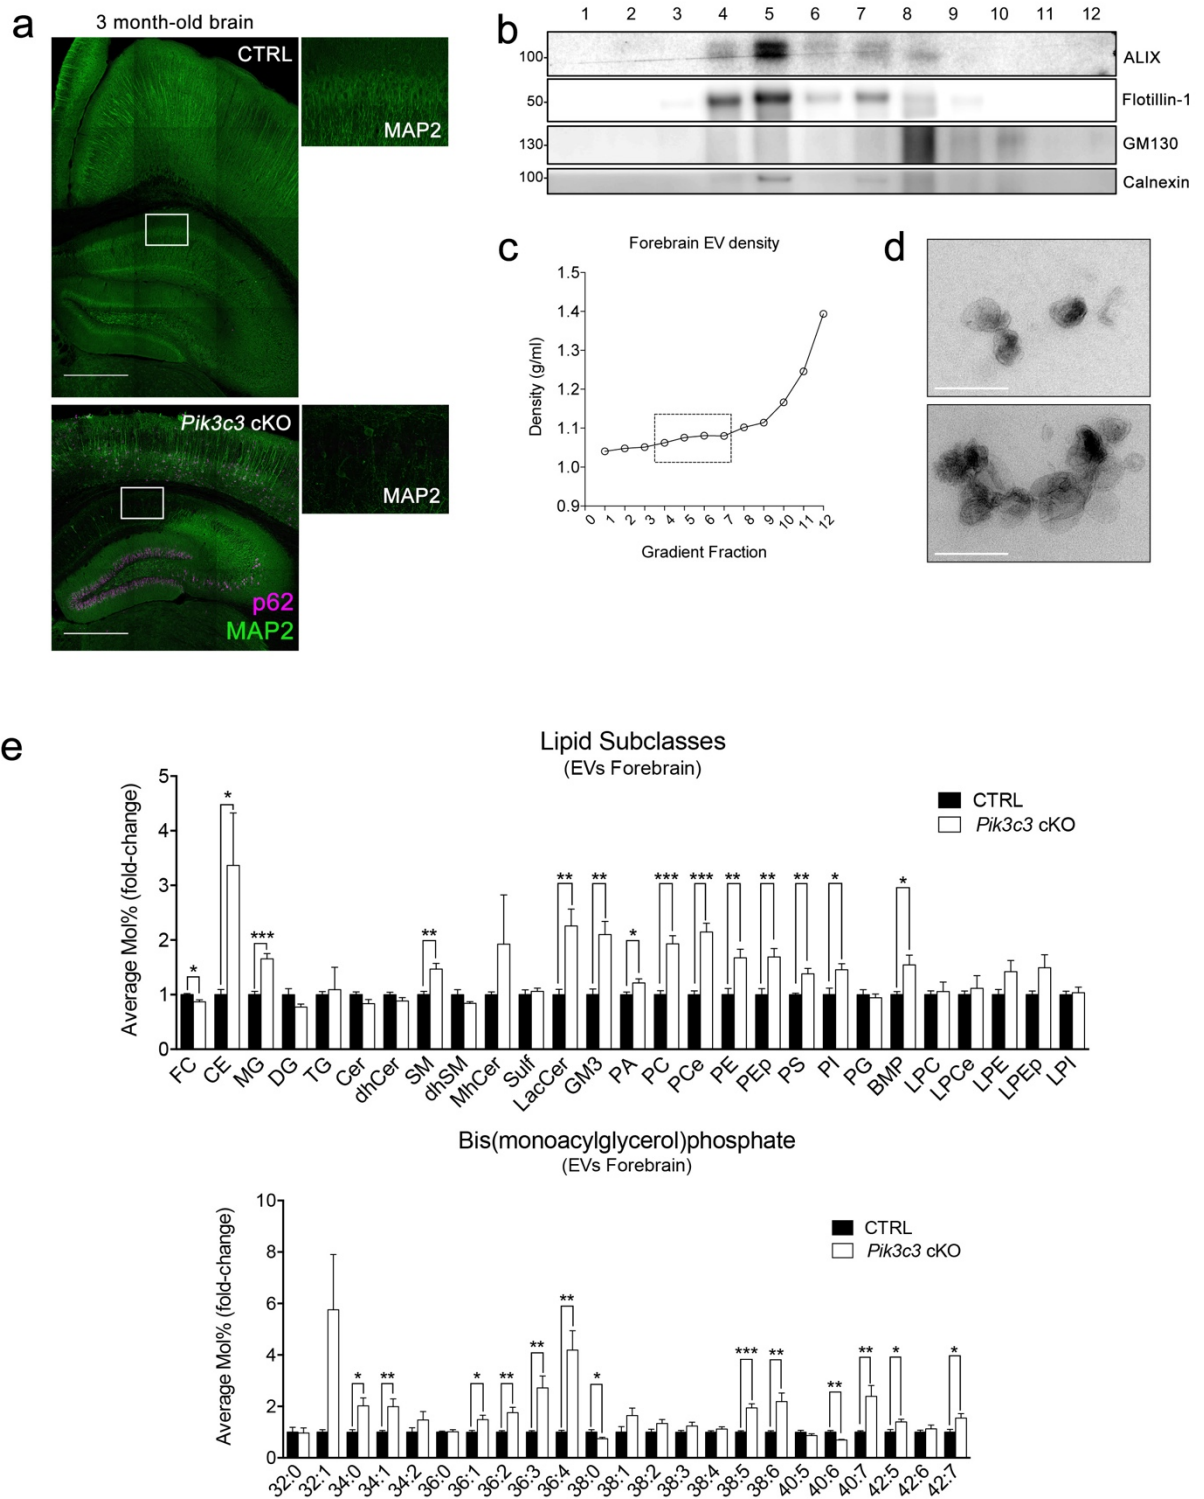 a
3 month-old brain
CTRL
MAP2
Pik3c3 cKO
MAP2
p62
MAP2
b
1 2 3 4 5 6 7 8 9 10 11 12
100 ALIX
50 Flotillin-1
130 GM130
100 Calnexin
c
Forebrain EV density
Density (g/ml)
1.5
1.4
1.3
1.2
1.1
1.0
0.9
0 1 2 3 4 5 6 7 8 9 10 11 12
Gradient Fraction
d
e
Lipid Subclasses
(EVs Forebrain)
Average Mol% (fold-change)
5
4
3
2
1
0
CTRL
Pik3c3 cKO
* * *** ** ** ** * *** *** ** ** ** * *
FC CE MG DG TG Cer dhCer SM dhSM MhCer Sulf LacCer GM3 PA PC PCe PE PEp PS PI PG BMP LPC LPCe LPE LPEp LPI
Bis(monoacylglycerol)phosphate
(EVs Forebrain)
Average Mol% (fold-change)
10
8
6
4
2
0
CTRL
Pik3c3 cKO
* ** * ** ** ** * *** ** ** ** * *
32:0 32:1 34:0 34:1 34:2 36:0 36:1 36:2 36:3 36:4 38:0 38:1 38:2 38:3 38:4 38:5 38:6 40:5 40:6 40:7 42:5 42:6 42:7